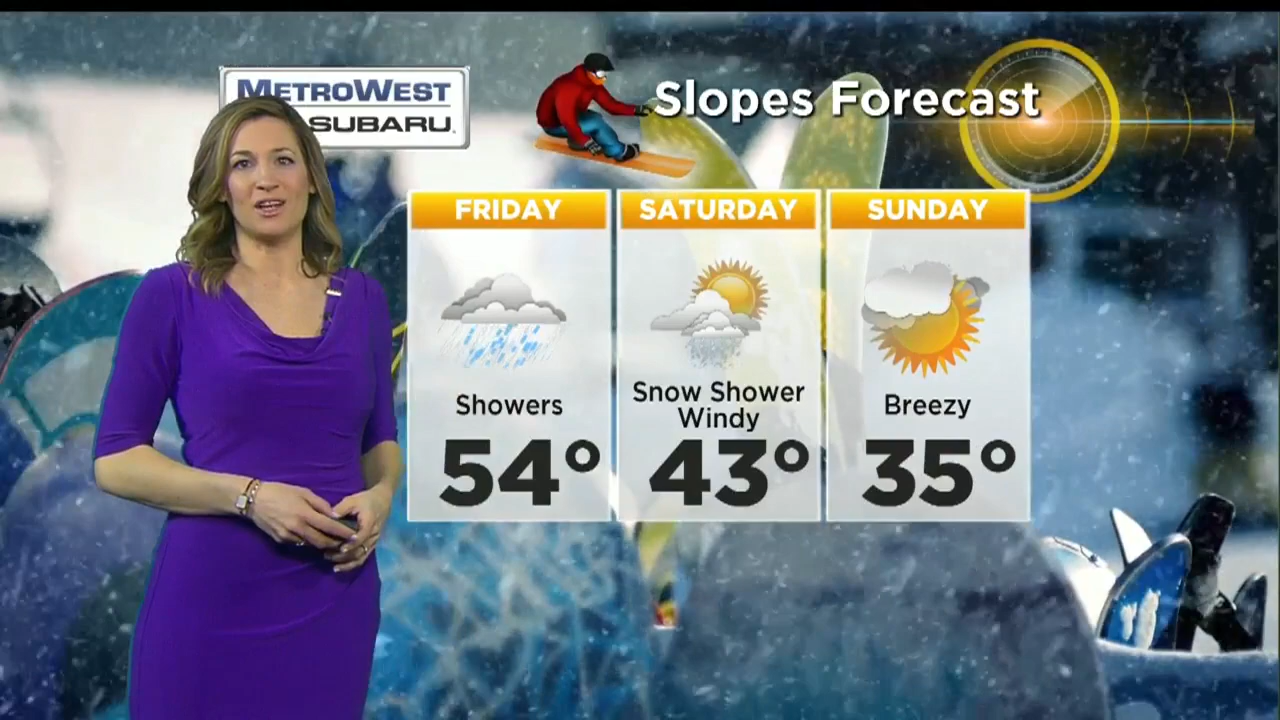 METROWEST
SUBARU
Slopes Forecast
FRIDAY
Showers
54°
SATURDAY
Snow Shower
Windy
43°
SUNDAY
Breezy
35°